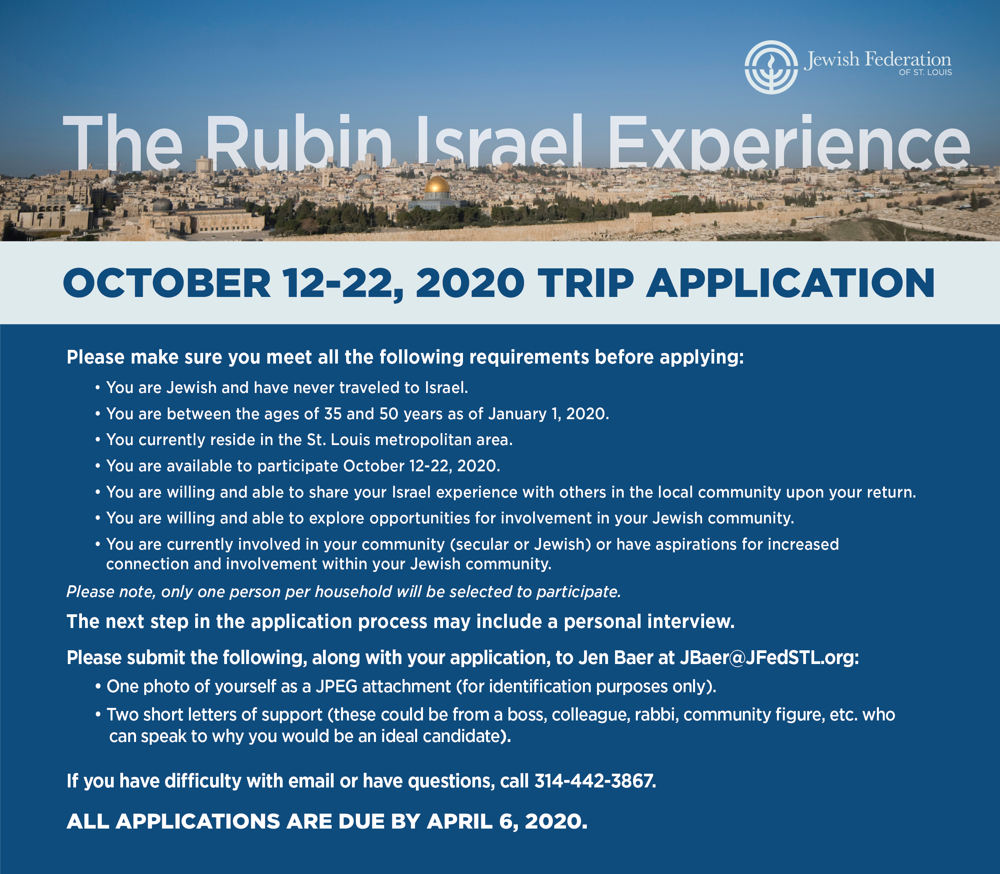 Jewish Federation
OF ST. LOUIS
The Rubin Israel Experience
OCTOBER 12-22, 2020 TRIP APPLICATION
Please make sure you meet all the following requirements before applying:
• You are Jewish and have never traveled to Israel.
• You are between the ages of 35 and 50 years as of January 1, 2020.
• You currently reside in the St. Louis metropolitan area.
• You are available to participate October 12-22, 2020.
• You are willing and able to share your Israel experience with others in the local community upon your return.
• You are willing and able to explore opportunities for involvement in your Jewish community.
• You are currently involved in your community (secular or Jewish) or have aspirations for increased
connection and involvement within your Jewish community.
Please note, only one person per household will be selected to participate.
The next step in the application process may include a personal interview.
Please submit the following, along with your application, to Jen Baer at JBaer@JFedSTL.org:
• One photo of yourself as a JPEG attachment (for identification purposes only).
• Two short letters of support (these could be from a boss, colleague, rabbi, community figure, etc. who
can speak to why you would be an ideal candidate).
If you have difficulty with email or have questions, call 314-442-3867.
ALL APPLICATIONS ARE DUE BY APRIL 6, 2020.